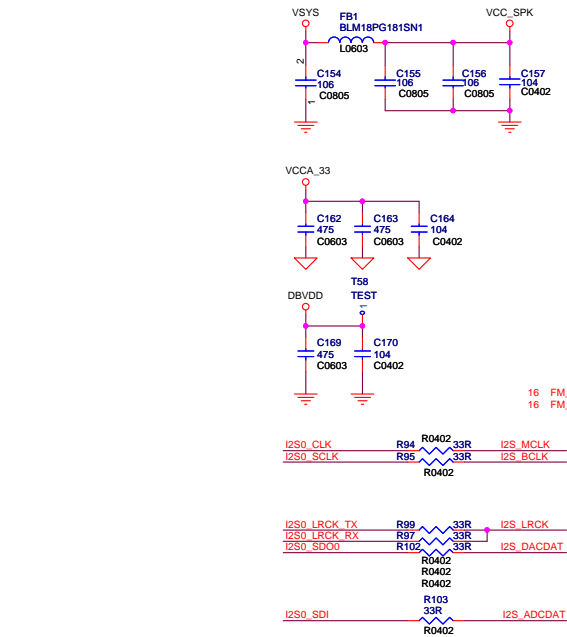 VSYS
FB1
VCC_SPK
BLM18PG181SN1
L0603
2
C154
106
C0805
1
C155
106
C0805
C156
106
C0805
C157
104
C0402
VCCA_33
C162
475
C0603
C163
475
C0603
C164
104
C0402
T58
TEST
1
DBVDD
C169
475
C0603
C170
104
C0402
16 FM
16 FM
I2S0_CLK R94 R0402 33R I2S_MCLK
I2S0_SCLK R95 33R I2S_BCLK
R0402
I2S0_LRCK_TX R99 33R I2S_LRCK
I2S0_LRCK_RX R97 33R
I2S0_SDO0 R102 33R I2S_DACDAT
R0402
R0402
R0402
R103
33R
I2S0_SDI I2S_ADCDAT
R0402